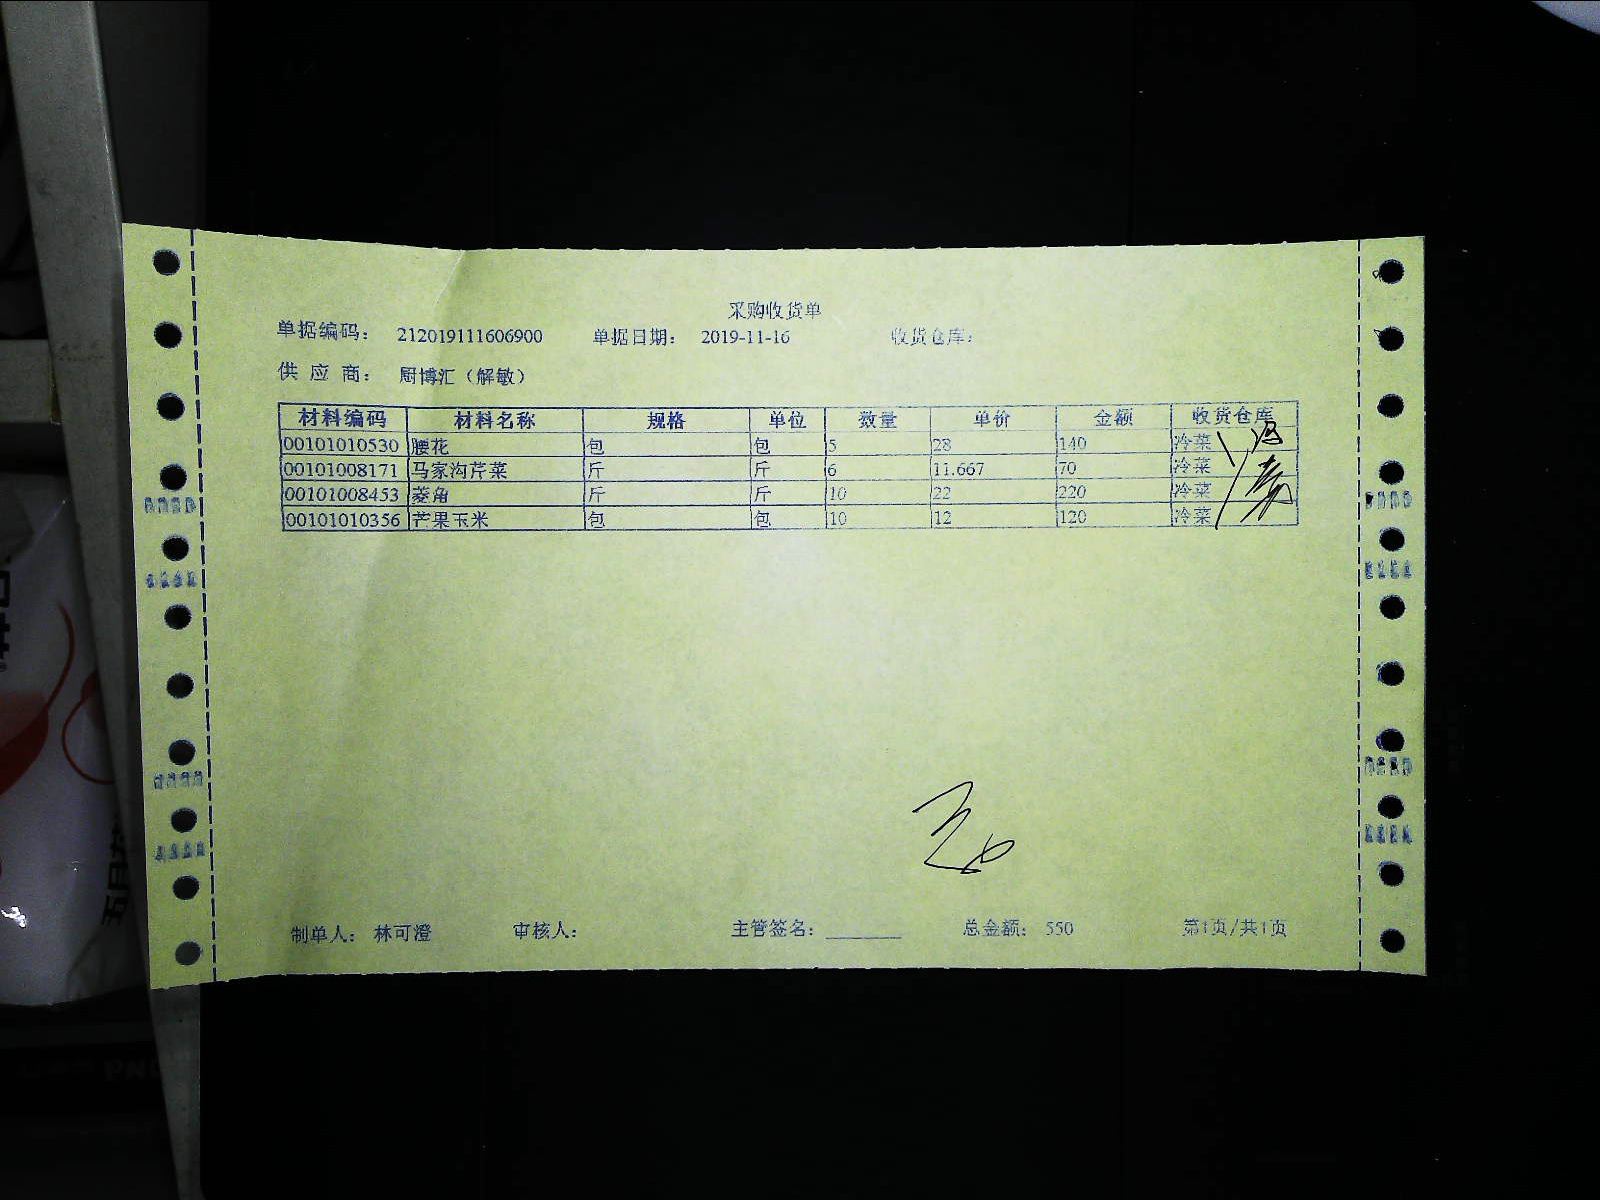 采购收货单
单据编码： 212019111606900 单据日期： 2019-11-16 收货仓库：
供 应 商： 厨博汇（解敏）
材料编码 材料名称 规格 单位 数量 单价 金额 收货仓库
00101010530 腰花 包 包 5 28 140 冷菜
00101008171 马家沟芹菜 斤 斤 6 11.667 70 冷菜
00101008453 菱角 斤 斤 10 22 220 冷菜
00101010356 芒果玉米 包 包 10 12 120 冷菜
制单人： 林可澄 审核人： 主管签名： 总金额： 550 第1页/共1页